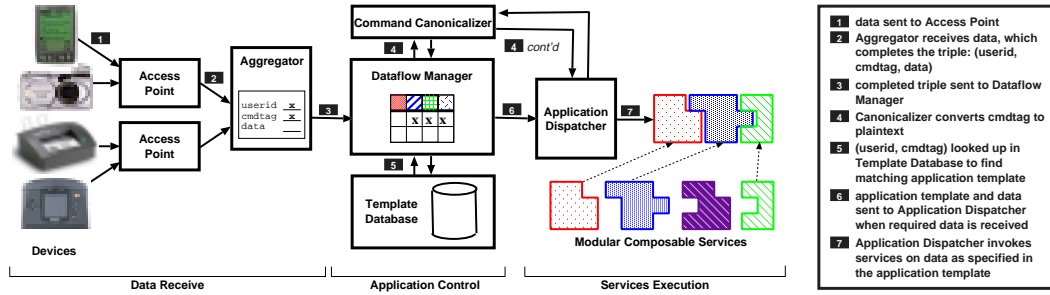 Command Canonicalizer
1
4
4 cont'd
Aggregator
Access
Point
2
Dataflow Manager
userid x
cmdtag x
data
3
x x x
6
Application
Dispatcher
7
Access
Point
5
Template
Database
Devices
Modular Composable Services
Data Receive
Application Control
Services Execution
1 data sent to Access Point
2 Aggregator receives data, which
completes the triple: (userid,
cmdtag, data)
3 completed triple sent to Dataflow
Manager
4 Canonicalizer converts cmdtag to
plaintext
5 (userid, cmdtag) looked up in
Template Database to find
matching application template
6 application template and data
sent to Application Dispatcher
when required data is received
7 Application Dispatcher invokes
services on data as specified in
the application template